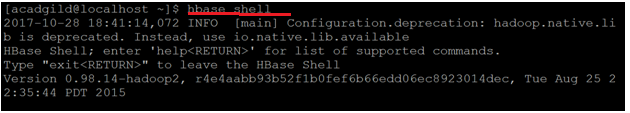 [acadgild@localhost ~]$ hbase shell
2017-10-28 18:41:14,072 INFO  [main] Configuration.deprecation: hadoop.native.li
b is deprecated. Instead, use io.native.lib.available
HBase Shell; enter 'help<RETURN>' for list of supported commands.
Type "exit<RETURN>" to leave the HBase Shell
Version 0.98.14-hadoop2, r4e4aabb93b52f1b0fef6b66edd06ec8923014dec, Tue Aug 25 2
2:35:44 PDT 2015